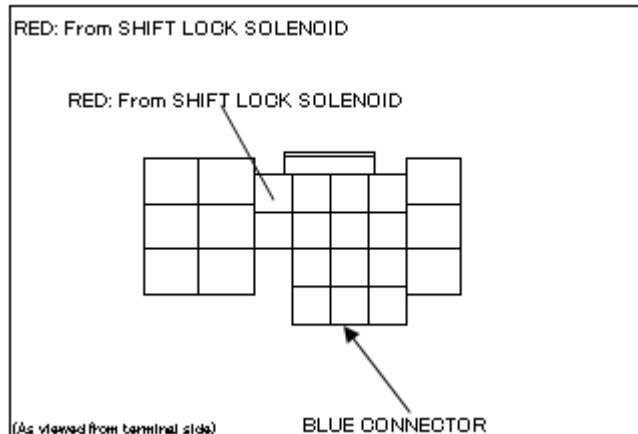 RED: From SHIFT LOCK SOLENOID
RED: From SHIFT LOCK SOLENOID
(As viewed from terminal side)
BLUE CONNECTOR